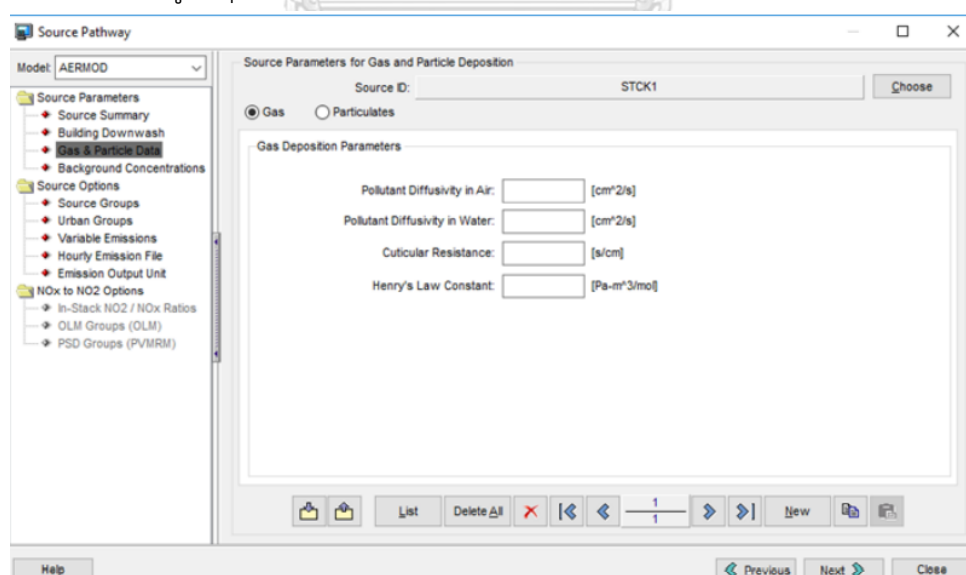 Source Pathway
Model: AERMOD
Source Parameters
Source Summary
Building Downwash
Gas & Particle Data
Background Concentrations
Source Options
Source Groups
Urban Groups
Variable Emissions
Hourly Emission File
Emission Output Unit
NOx to NO2 Options
In-Stack NO2 / NOx Ratios
OLM Groups (OLM)
PSD Groups (PVMRM)
Source Parameters for Gas and Particle Deposition
Source ID: STCK1 Choose
Gas Particulates
Gas Deposition Parameters
Pollutant Diffusivity in Air: [cm^2/s]
Pollutant Diffusivity in Water: [cm^2/s]
Cuticular Resistance: [s/cm]
Henry's Law Constant: [Pa-m^3/mol]
List Delete All 1 New
1
Help Previous Next Close